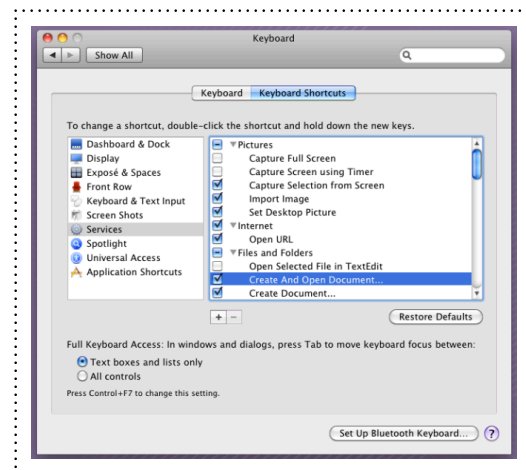 Keyboard
Show All
Keyboard Keyboard Shortcuts
To change a shortcut, double-click the shortcut and hold down the new keys.
Dashboard & Dock
Display
Exposé & Spaces
Front Row
Keyboard & Text Input
Screen Shots
Services
Spotlight
Universal Access
Application Shortcuts
Pictures
Capture Full Screen
Capture Screen using Timer
Capture Selection from Screen
Import Image
Set Desktop Picture
Internet
Open URL
Files and Folders
Open Selected File in TextEdit
Create And Open Document...
Create Document...
+ −
Restore Defaults
Full Keyboard Access: In windows and dialogs, press Tab to move keyboard focus between:
Text boxes and lists only
All controls
Press Control+F7 to change this setting.
Set Up Bluetooth Keyboard... ?